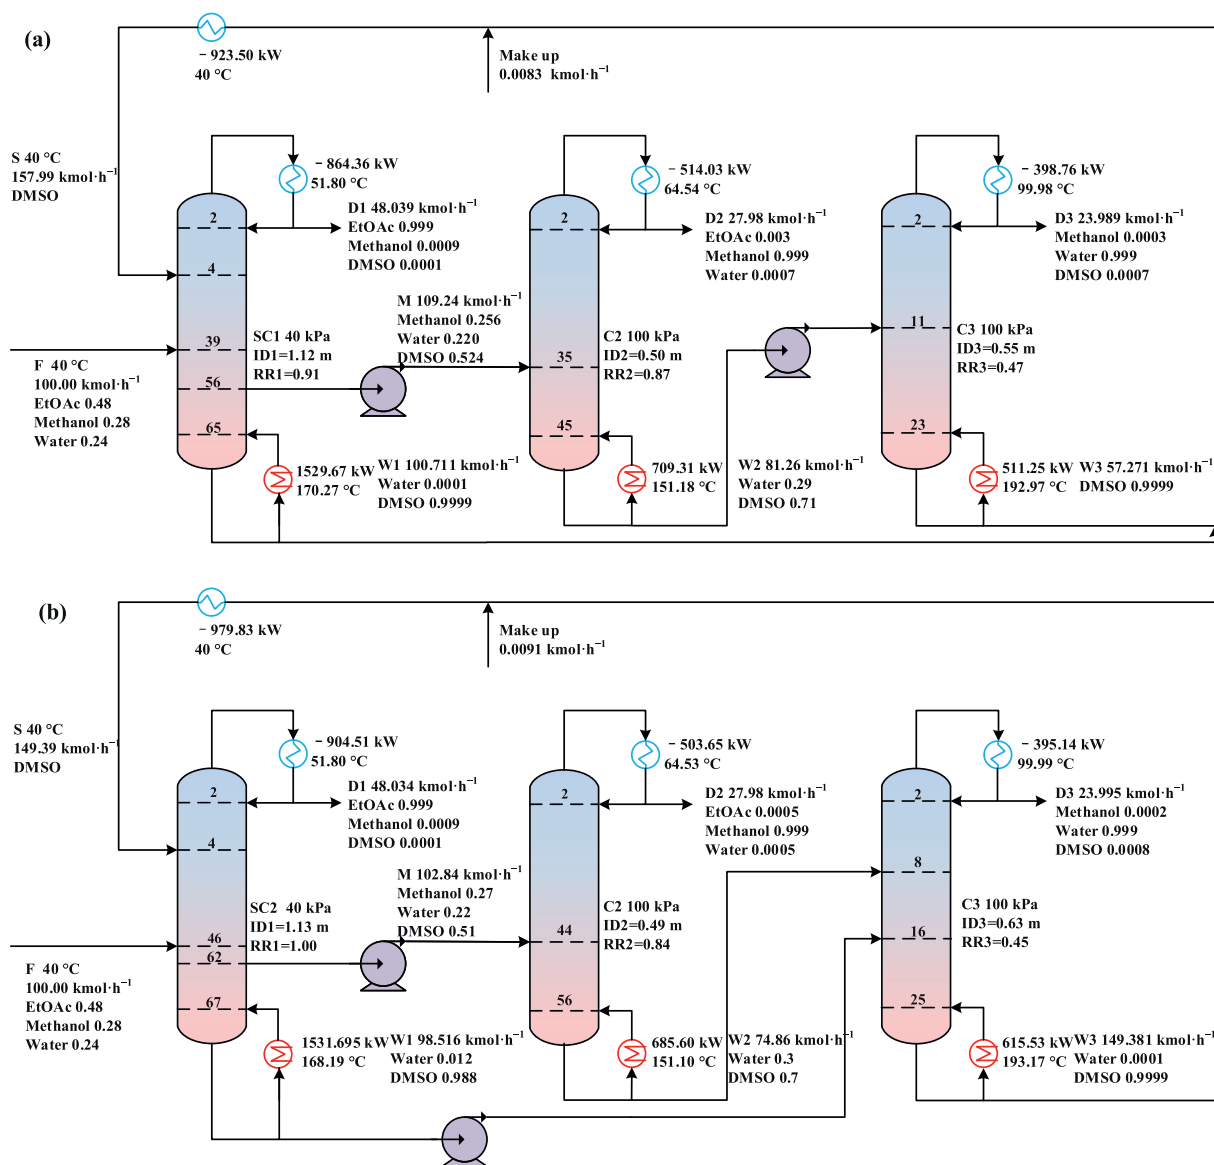 (a)
− 923.50 kW
40 °C
Make up
0.0083 kmol·h⁻¹
S 40 °C
157.99 kmol·h⁻¹
DMSO
− 864.36 kW
51.80 °C
− 514.03 kW
64.54 °C
− 398.76 kW
99.98 °C
2
D1 48.039 kmol·h⁻¹
EtOAc 0.999
Methanol 0.0009
DMSO 0.0001
2
D2 27.98 kmol·h⁻¹
EtOAc 0.003
Methanol 0.999
Water 0.0007
2
D3 23.989 kmol·h⁻¹
Methanol 0.0003
Water 0.999
DMSO 0.0007
4
M 109.24 kmol·h⁻¹
Methanol 0.256
Water 0.220
DMSO 0.524
39
SC1 40 kPa
ID1=1.12 m
RR1=0.91
C2 100 kPa
ID2=0.50 m
RR2=0.87
11
C3 100 kPa
ID3=0.55 m
RR3=0.47
F 40 °C
100.00 kmol·h⁻¹
EtOAc 0.48
Methanol 0.28
Water 0.24
56
35
65
45
23
1529.67 kW
170.27 °C
W1 100.711 kmol·h⁻¹
Water 0.0001
DMSO 0.9999
709.31 kW
151.18 °C
W2 81.26 kmol·h⁻¹
Water 0.29
DMSO 0.71
511.25 kW
192.97 °C
W3 57.271 kmol·h⁻¹
DMSO 0.9999
(b)
− 979.83 kW
40 °C
Make up
0.0091 kmol·h⁻¹
S 40 °C
149.39 kmol·h⁻¹
DMSO
− 904.51 kW
51.80 °C
− 503.65 kW
64.53 °C
− 395.14 kW
99.99 °C
2
D1 48.034 kmol·h⁻¹
EtOAc 0.999
Methanol 0.0009
DMSO 0.0001
2
D2 27.98 kmol·h⁻¹
EtOAc 0.0005
Methanol 0.999
Water 0.0005
2
D3 23.995 kmol·h⁻¹
Methanol 0.0002
Water 0.999
DMSO 0.0008
4
8
M 102.84 kmol·h⁻¹
Methanol 0.27
Water 0.22
DMSO 0.51
SC2 40 kPa
ID1=1.13 m
RR1=1.00
C2 100 kPa
ID2=0.49 m
RR2=0.84
C3 100 kPa
ID3=0.63 m
RR3=0.45
46
62
44
16
F 40 °C
100.00 kmol·h⁻¹
EtOAc 0.48
Methanol 0.28
Water 0.24
67
56
25
1531.695 kW
168.19 °C
W1 98.516 kmol·h⁻¹
Water 0.012
DMSO 0.988
685.60 kW
151.10 °C
W2 74.86 kmol·h⁻¹
Water 0.3
DMSO 0.7
615.53 kW
193.17 °C
W3 149.381 kmol·h⁻¹
Water 0.0001
DMSO 0.9999